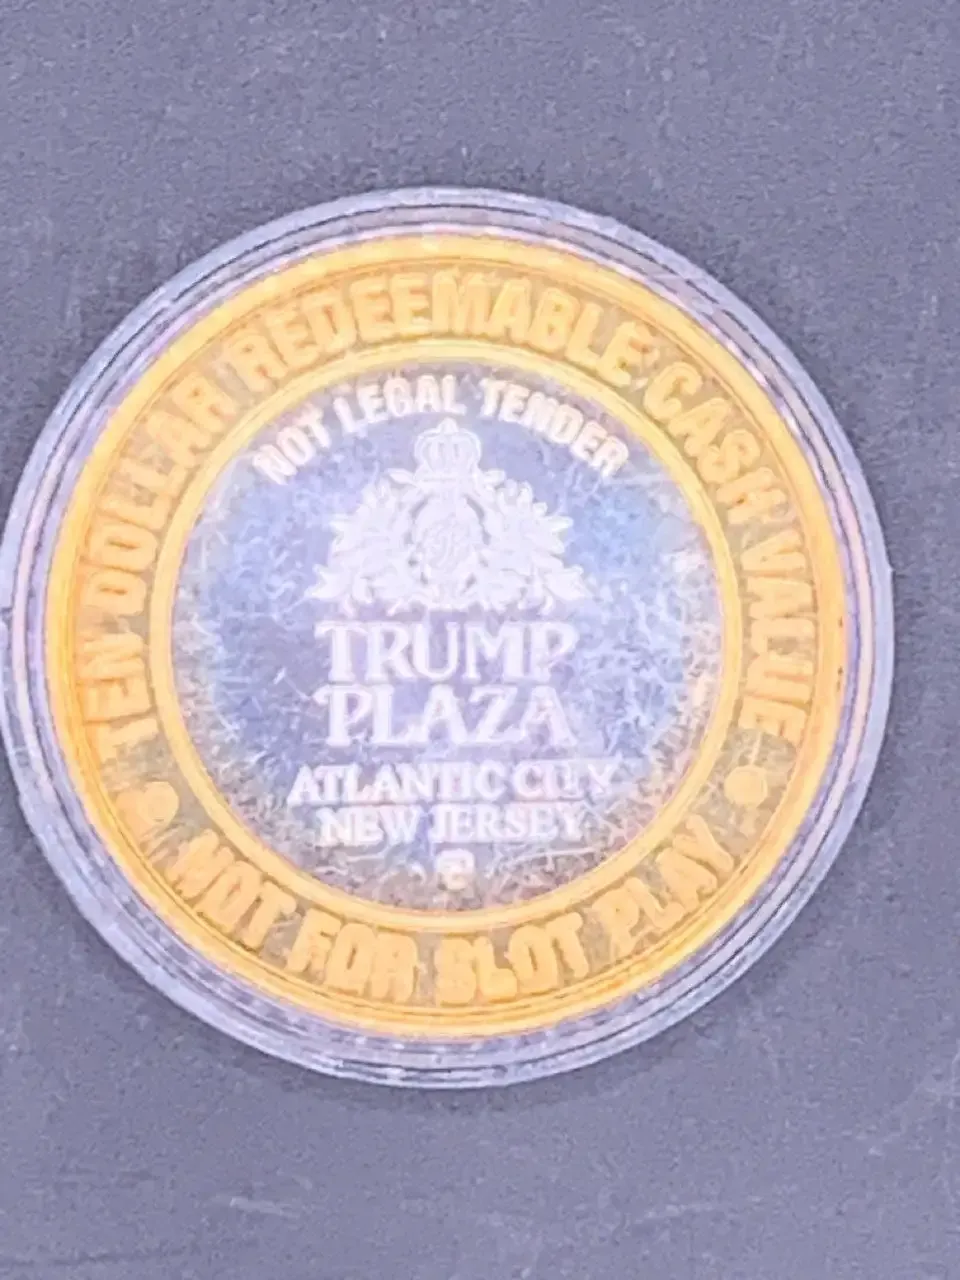 TEN DOLLAR REDEEMABLE CASH VALUE
NOT LEGAL TENDER
TRUMP
PLAZA
ATLANTIC CITY
NEW JERSEY
NOT FOR SLOT PLAY